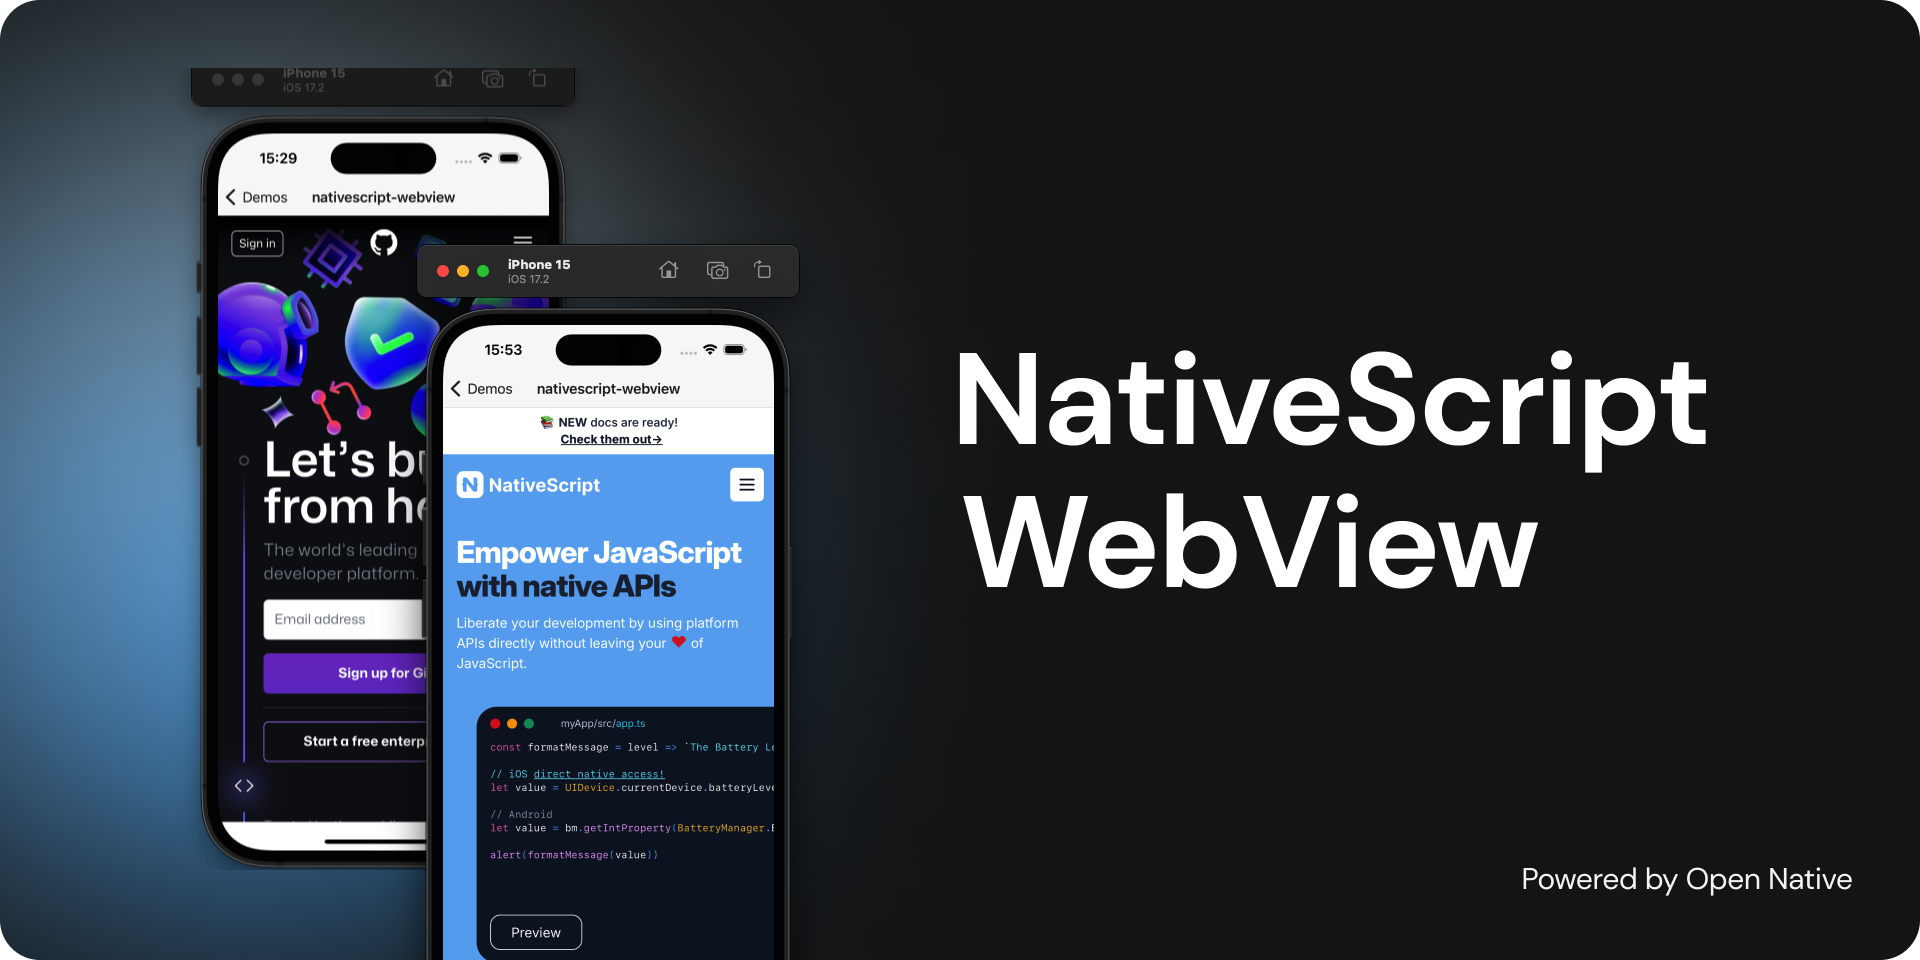 iPhone 15
iOS 17.2
15:29
Demos
nativescript-webview
Sign in
Let's bu
from he
The world's leading
developer platform.
Email address
Sign up for Gi
Start a free enterp
iPhone 15
iOS 17.2
15:53
Demos
nativescript-webview
📚 NEW docs are ready!
Check them out→
NativeScript
Empower JavaScript
with native APIs
Liberate your development by using platform
APIs directly without leaving your ❤ of
JavaScript.
myApp/src/app.ts
const formatMessage = level => `The Battery Le
// iOS direct native access!
let value = UIDevice.currentDevice.batteryLeve
// Android
let value = bm.getIntProperty(BatteryManager.B
alert(formatMessage(value))
Preview
NativeScript
WebView
Powered by Open Native